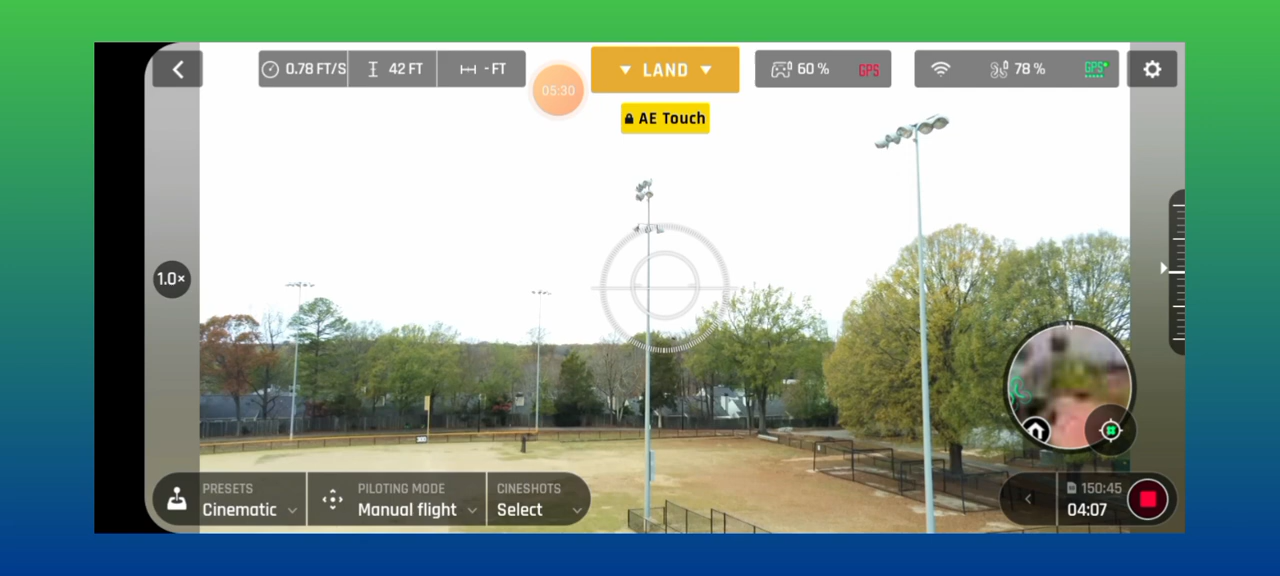 0.78 FT/S
42 FT
- FT
05:30
LAND
60 %
GPS
78 %
GPS
AE Touch
1.0×
N
300
PRESETS
Cinematic
PILOTING MODE
Manual flight
CINESHOTS
Select
150:45
04:07